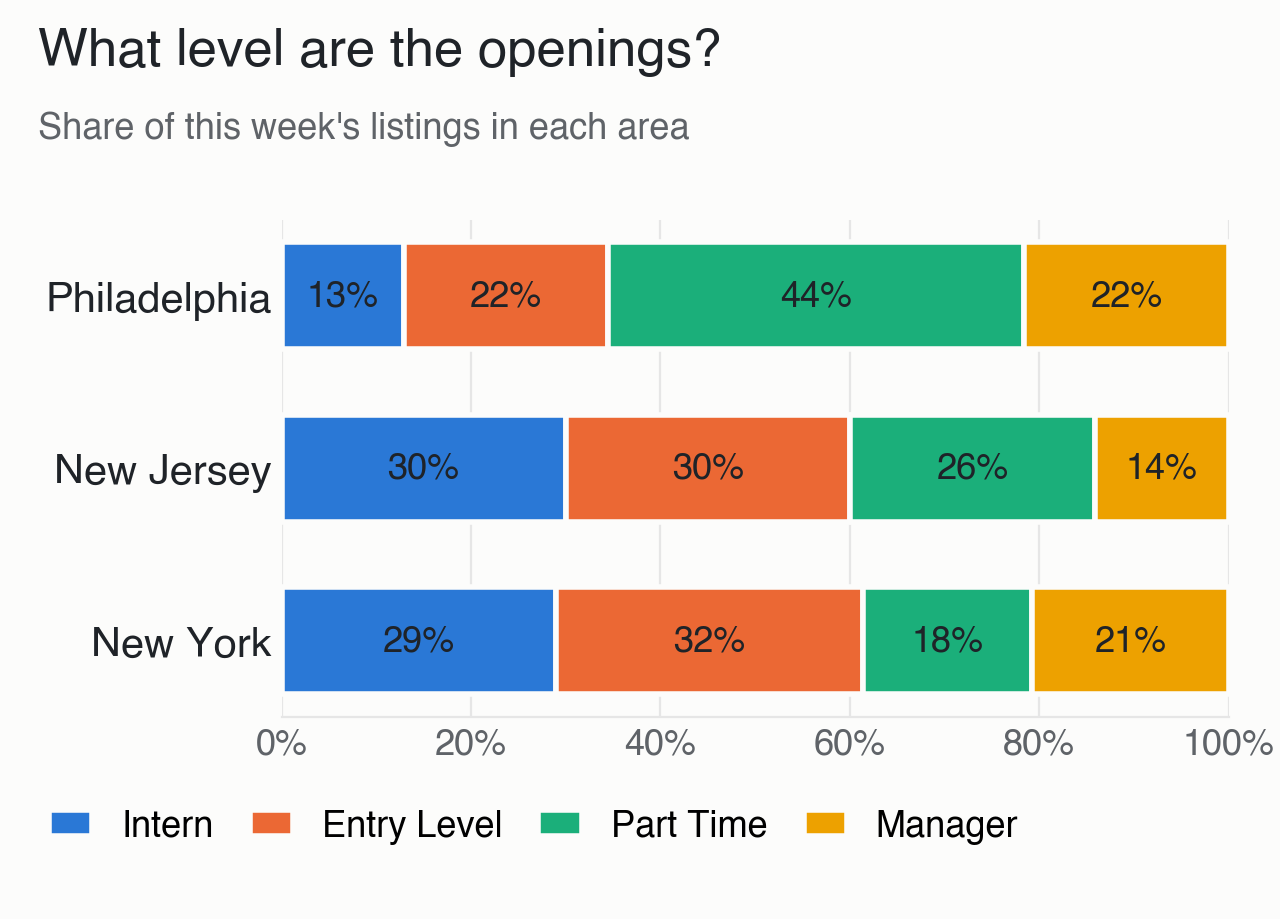 What level are the openings?
Share of this week's listings in each area
Philadelphia 13% 22% 44% 22%
New Jersey 30% 30% 26% 14%
New York 29% 32% 18% 21%
0% 20% 40% 60% 80% 100%
Intern Entry Level Part Time Manager